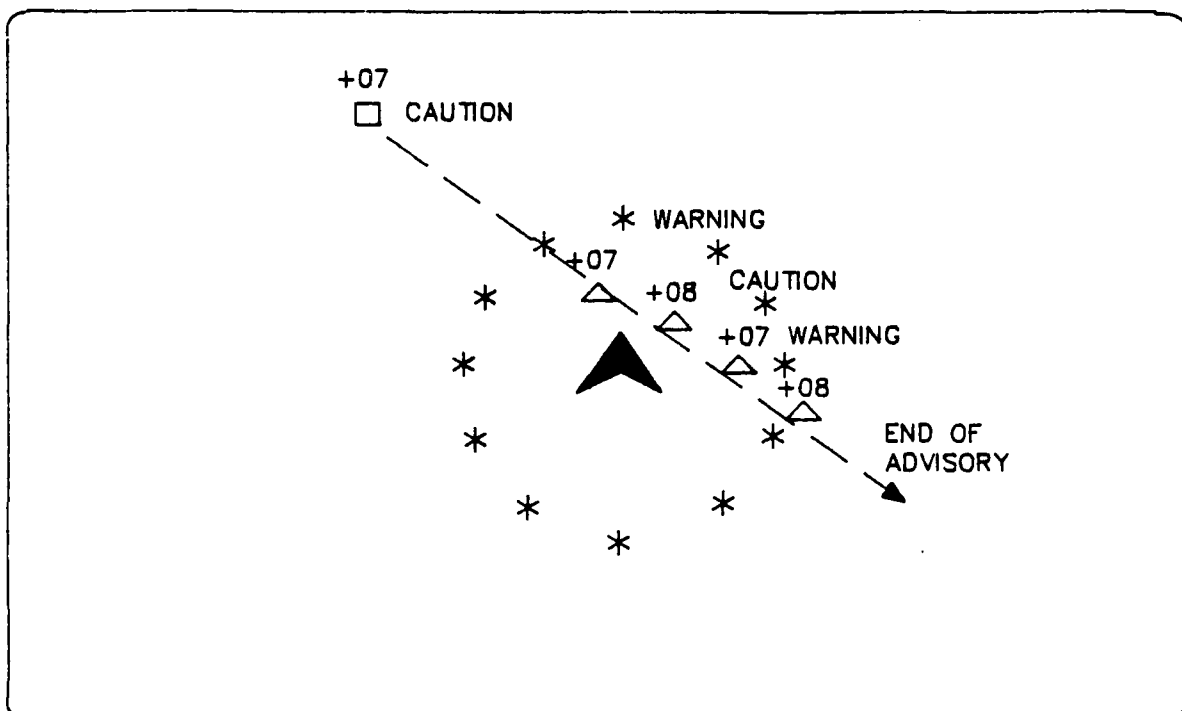 +07
CAUTION
WARNING
+07
CAUTION
+08
+07 WARNING
+08
END OF
ADVISORY